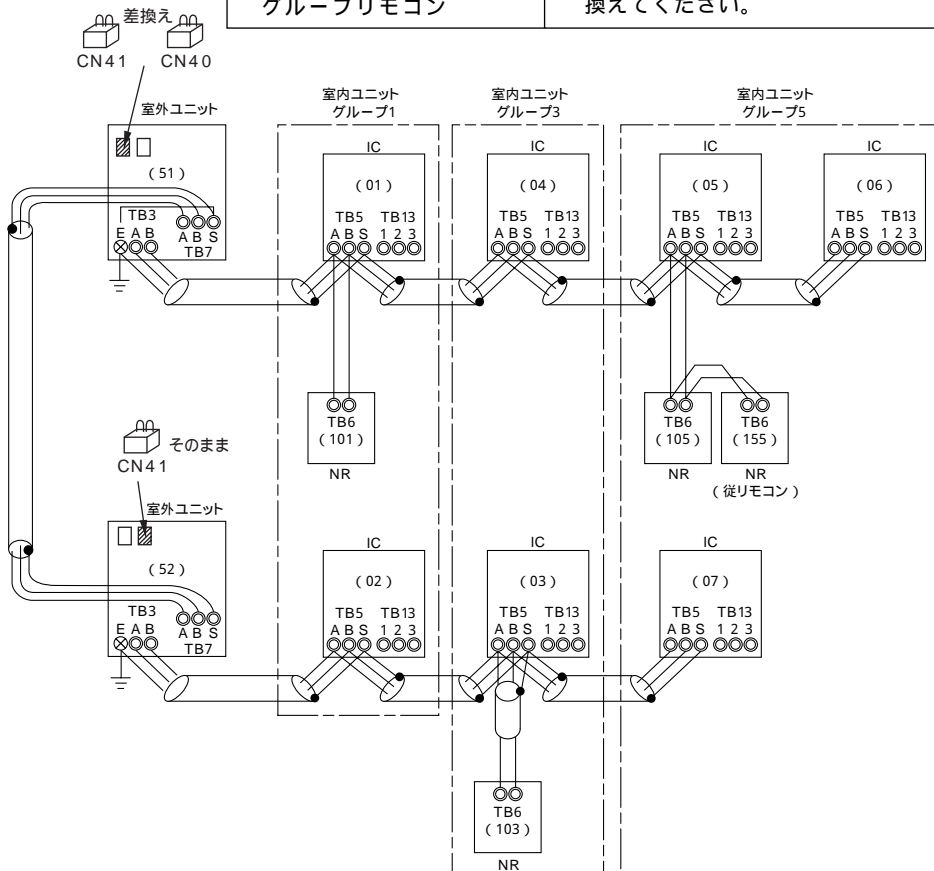 グループリモコン
換えてください。
差換え
CN41 CN40
室外ユニット
(51)
TB3
E A B
A B S
TB7
室内ユニット
グループ1
IC
(01)
TB5 TB13
A B S 1 2 3
室内ユニット
グループ3
IC
(04)
TB5 TB13
A B S 1 2 3
室内ユニット
グループ5
IC
(05)
TB5 TB13
A B S 1 2 3
IC
(06)
TB5 TB13
A B S 1 2 3
TB6
(101)
NR
TB6
(105)
NR
TB6
(155)
NR
(従リモコン)
そのまま
CN41
室外ユニット
(52)
TB3
E A B
A B S
TB7
IC
(02)
TB5 TB13
A B S 1 2 3
IC
(03)
TB5 TB13
A B S 1 2 3
IC
(07)
TB5 TB13
A B S 1 2 3
TB6
(103)
NR